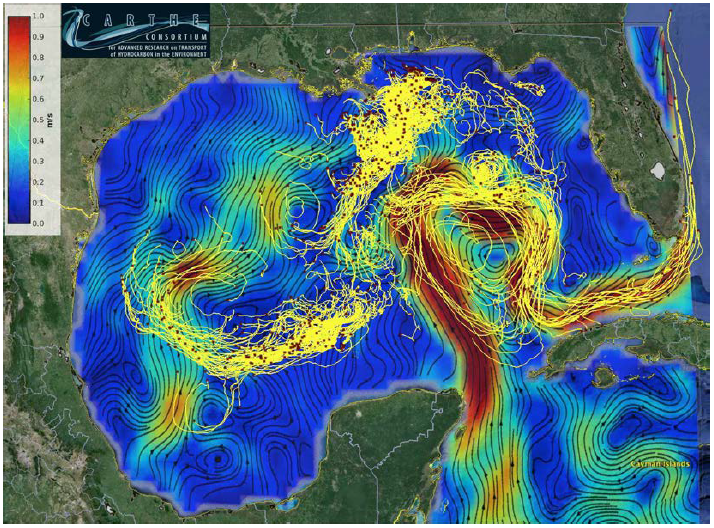 CARTHE
CONSORTIUM
for ADVANCED RESEARCH on TRANSPORT
of HYDROCARBON in the ENVIRONMENT
1.0
0.9
0.8
0.7
0.6
0.5
0.4
0.3
0.2
0.1
0.0
m/s
Cayman Islands